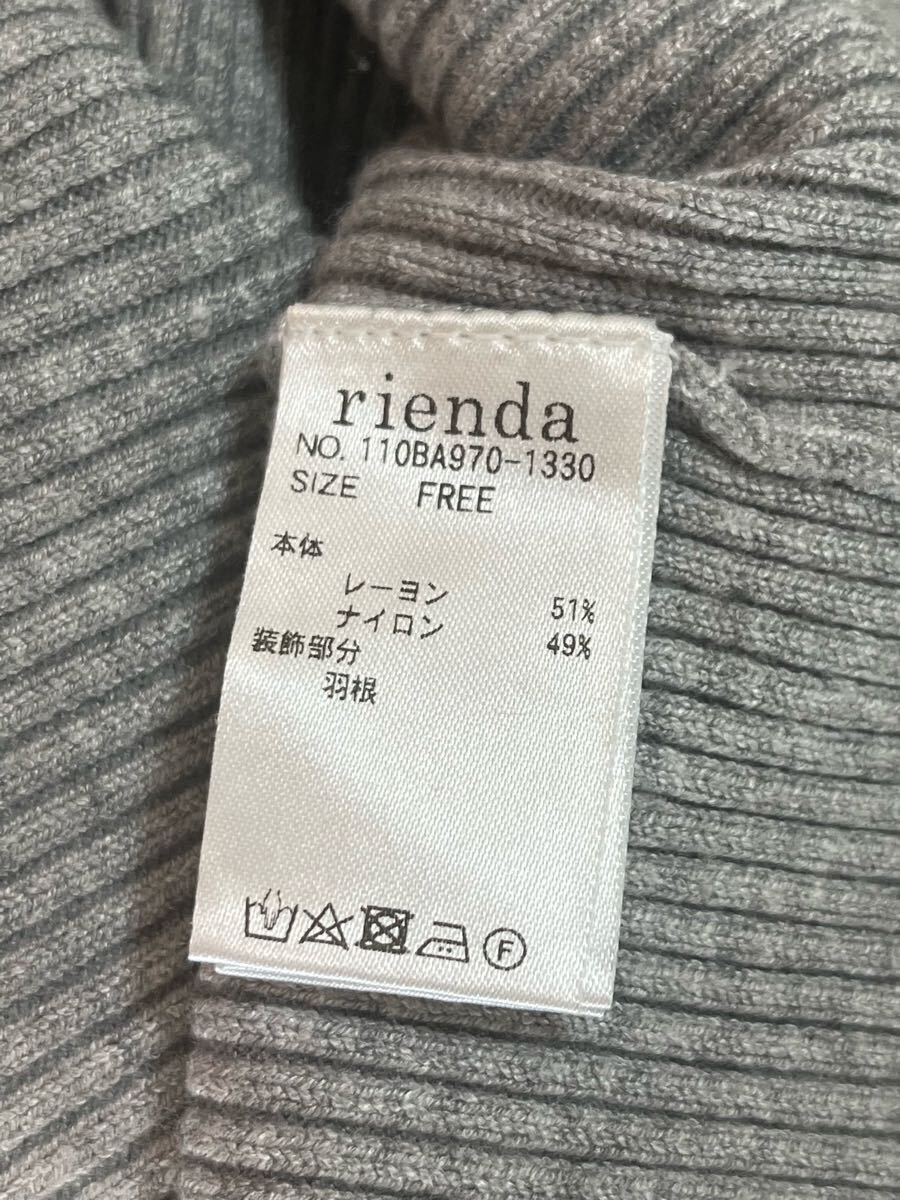 rienda
NO. 110BA970-1330
SIZE FREE
本体
レーヨン 51%
ナイロン 49%
装飾部分
羽根
F